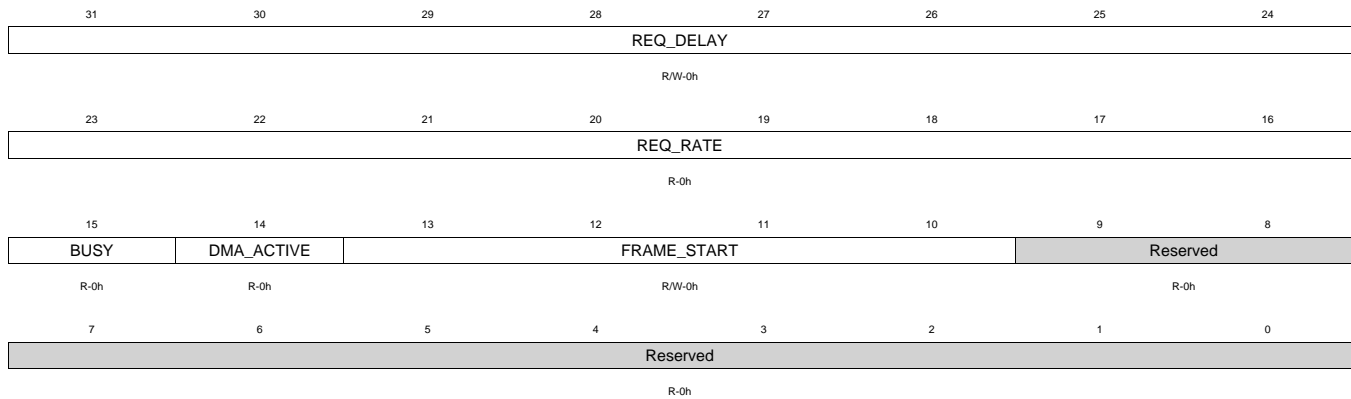 31 30 29 28 27 26 25 24
REQ_DELAY
R/W-0h
23 22 21 20 19 18 17 16
REQ_RATE
R-0h
15 14 13 12 11 10 9 8
BUSY DMA_ACTIVE FRAME_START Reserved
R-0h R-0h R/W-0h R-0h
7 6 5 4 3 2 1 0
Reserved
R-0h